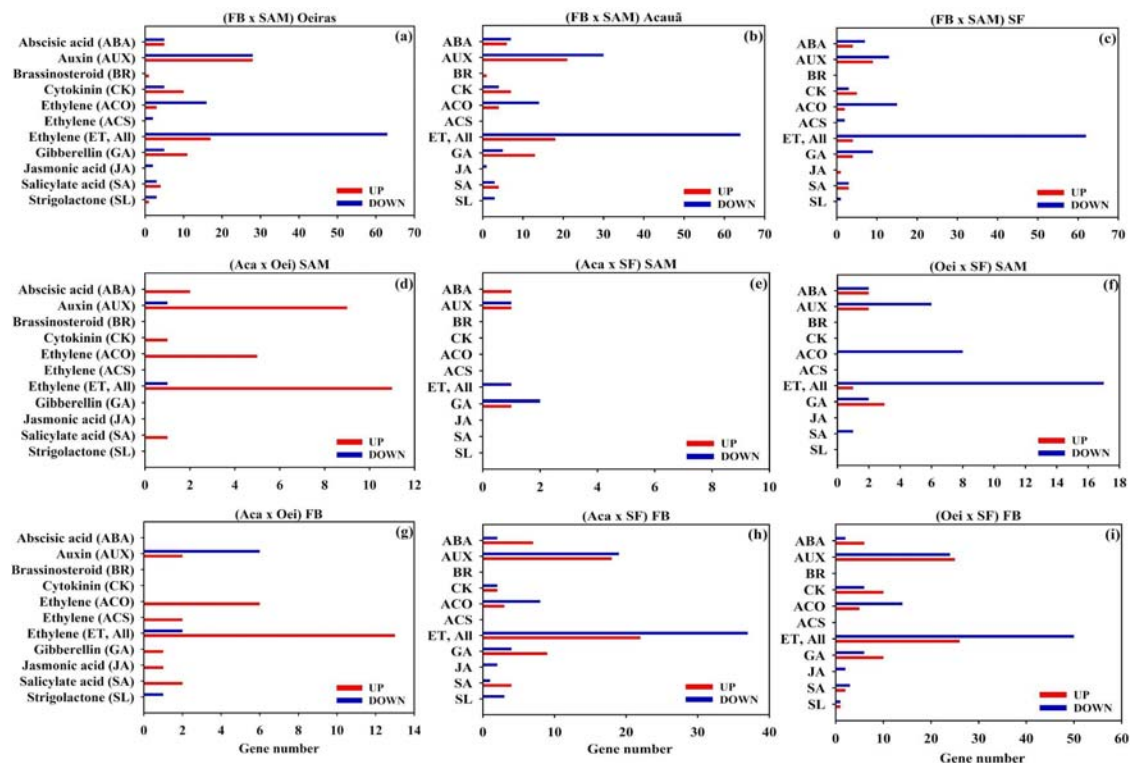 (FB x SAM) Oeiras
(a)
Abscisic acid (ABA)
Auxin (AUX)
Brassinosteroid (BR)
Cytokinin (CK)
Ethylene (ACO)
Ethylene (ACS)
Ethylene (ET, All)
Gibberellin (GA)
Jasmonic acid (JA)
Salicylate acid (SA)
Strigolactone (SL)
UP
DOWN
0 10 20 30 40 50 60 70
(FB x SAM) Acauã
(b)
ABA
AUX
BR
CK
ACO
ACS
ET, All
GA
JA
SA
SL
UP
DOWN
0 10 20 30 40 50 60 70
(FB x SAM) SF
(c)
ABA
AUX
BR
CK
ACO
ACS
ET, All
GA
JA
SA
SL
UP
DOWN
0 10 20 30 40 50 60 70
(Aca x Oei) SAM
(d)
Abscisic acid (ABA)
Auxin (AUX)
Brassinosteroid (BR)
Cytokinin (CK)
Ethylene (ACO)
Ethylene (ACS)
Ethylene (ET, All)
Gibberellin (GA)
Jasmonic acid (JA)
Salicylate acid (SA)
Strigolactone (SL)
UP
DOWN
0 1 2 3 4 5 6 7 8 9 10 11 12
(Aca x SF) SAM
(e)
ABA
AUX
BR
CK
ACO
ACS
ET, All
GA
JA
SA
SL
UP
DOWN
0 2 4 6 8 10
(Oei x SF) SAM
(f)
ABA
AUX
BR
CK
ACO
ACS
ET, All
GA
JA
SA
SL
UP
DOWN
0 2 4 6 8 10 12 14 16 18
(Aca x Oei) FB
(g)
Abscisic acid (ABA)
Auxin (AUX)
Brassinosteroid (BR)
Cytokinin (CK)
Ethylene (ACO)
Ethylene (ACS)
Ethylene (ET, All)
Gibberellin (GA)
Jasmonic acid (JA)
Salicylate acid (SA)
Strigolactone (SL)
UP
DOWN
0 2 4 6 8 10 12 14
Gene number
(Aca x SF) FB
(h)
ABA
AUX
BR
CK
ACO
ACS
ET, All
GA
JA
SA
SL
UP
DOWN
0 10 20 30 40
Gene number
(Oei x SF) FB
(i)
ABA
AUX
BR
CK
ACO
ACS
ET, All
GA
JA
SA
SL
UP
DOWN
0 10 20 30 40 50 60
Gene number